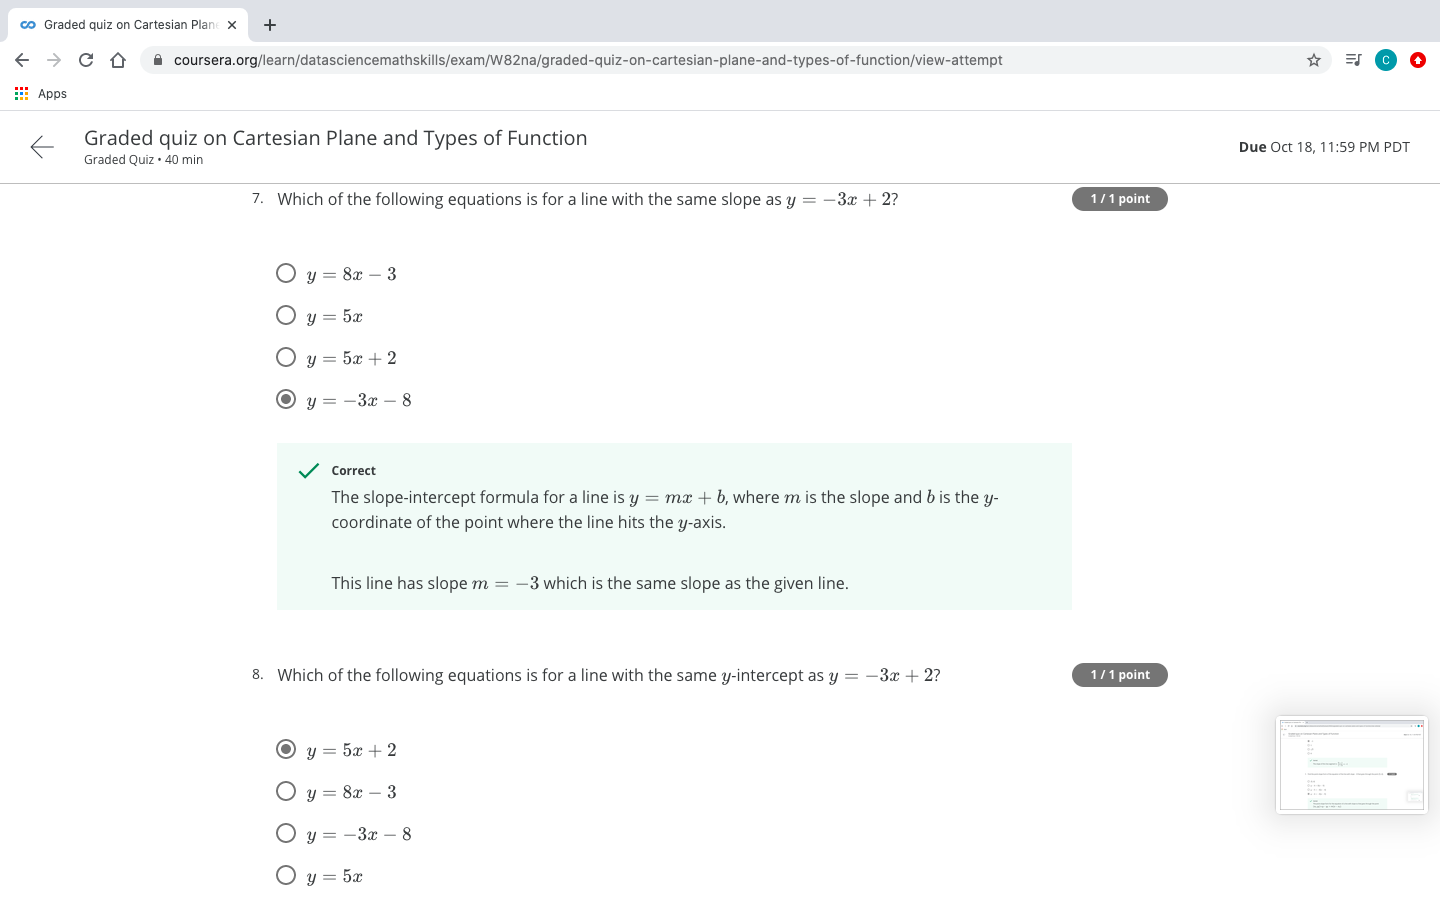 Graded quiz on Cartesian Plan
coursera.org/learn/datasciencemathskills/exam/W82na/graded-quiz-on-cartesian-plane-and-types-of-function/view-attempt
C
Apps
Graded quiz on Cartesian Plane and Types of Function
Graded Quiz • 40 min
Due Oct 18, 11:59 PM PDT
7. Which of the following equations is for a line with the same slope as y = −3x + 2?
1 / 1 point
y = 8x − 3
y = 5x
y = 5x + 2
y = −3x − 8
Correct
The slope-intercept formula for a line is y = mx + b, where m is the slope and b is the y-
coordinate of the point where the line hits the y-axis.
This line has slope m = −3 which is the same slope as the given line.
8. Which of the following equations is for a line with the same y-intercept as y = −3x + 2?
1 / 1 point
y = 5x + 2
y = 8x − 3
y = −3x − 8
y = 5x